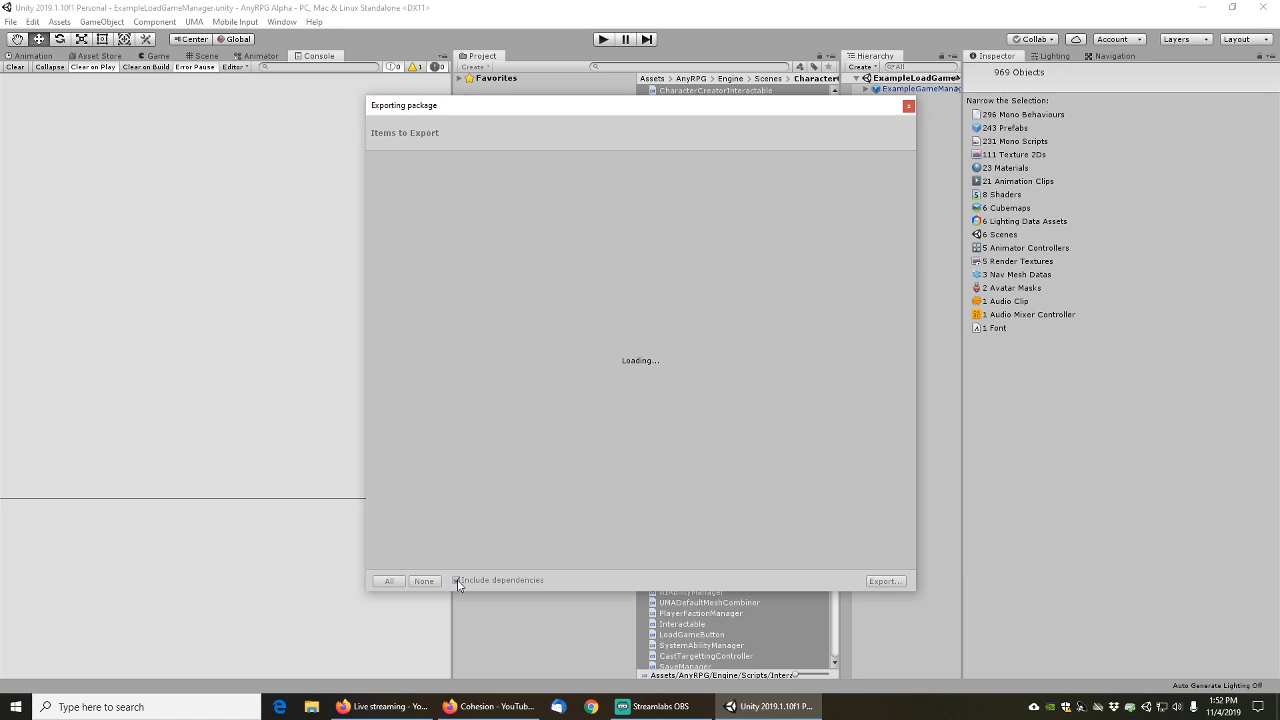 Unity 2019.1.10f1 Personal - ExampleLoadGameManager.unity - AnyRPG Alpha - PC, Mac & Linux Standalone <DX11>
File Edit Assets GameObject Component UMA Mobile Input Window Help
Center Global Collab Account Layers Layout
Animation Asset Store Game Scene Animator Console Project Hierarchy Inspector Lighting Navigation
Clear Collapse Clear on Play Clear on Build Error Pause Editor 0 1 0 Create Create All
Favorites Assets AnyRPG Engine Scenes Character ExampleLoadGame
CharacterCreatorInteractable ExampleGameManag
969 Objects
Narrow the Selection:
296 Mono Behaviours
243 Prefabs
231 Mono Scripts
111 Texture 2Ds
23 Materials
21 Animation Clips
8 Shaders
6 Cubemaps
6 Lighting Data Assets
6 Scenes
5 Animator Controllers
5 Render Textures
3 Nav Mesh Datas
2 Avatar Masks
1 Audio Clip
1 Audio Mixer Controller
1 Font
Exporting package
Items to Export
Loading...
All None Include dependencies Export...
UMADefaultMeshCombiner
PlayerFactionManager
Interactable
LoadGameButton
SystemAbilityManager
CastTargettingController
SaveManager
Assets/AnyRPG/Engine/Scripts/Intera
Auto Generate Lighting Off
Type here to search
Live streaming - Yo...
Cohesion - YouTub...
Streamlabs OBS
Unity 2019.1.10f1 P...
1:52 PM
11/4/2019